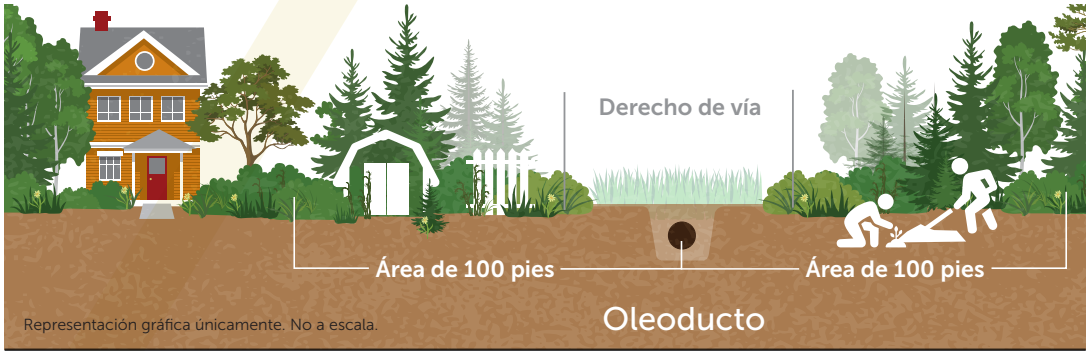 Derecho de vía
Área de 100 pies
Área de 100 pies
Oleoducto
Representación gráfica únicamente. No a escala.